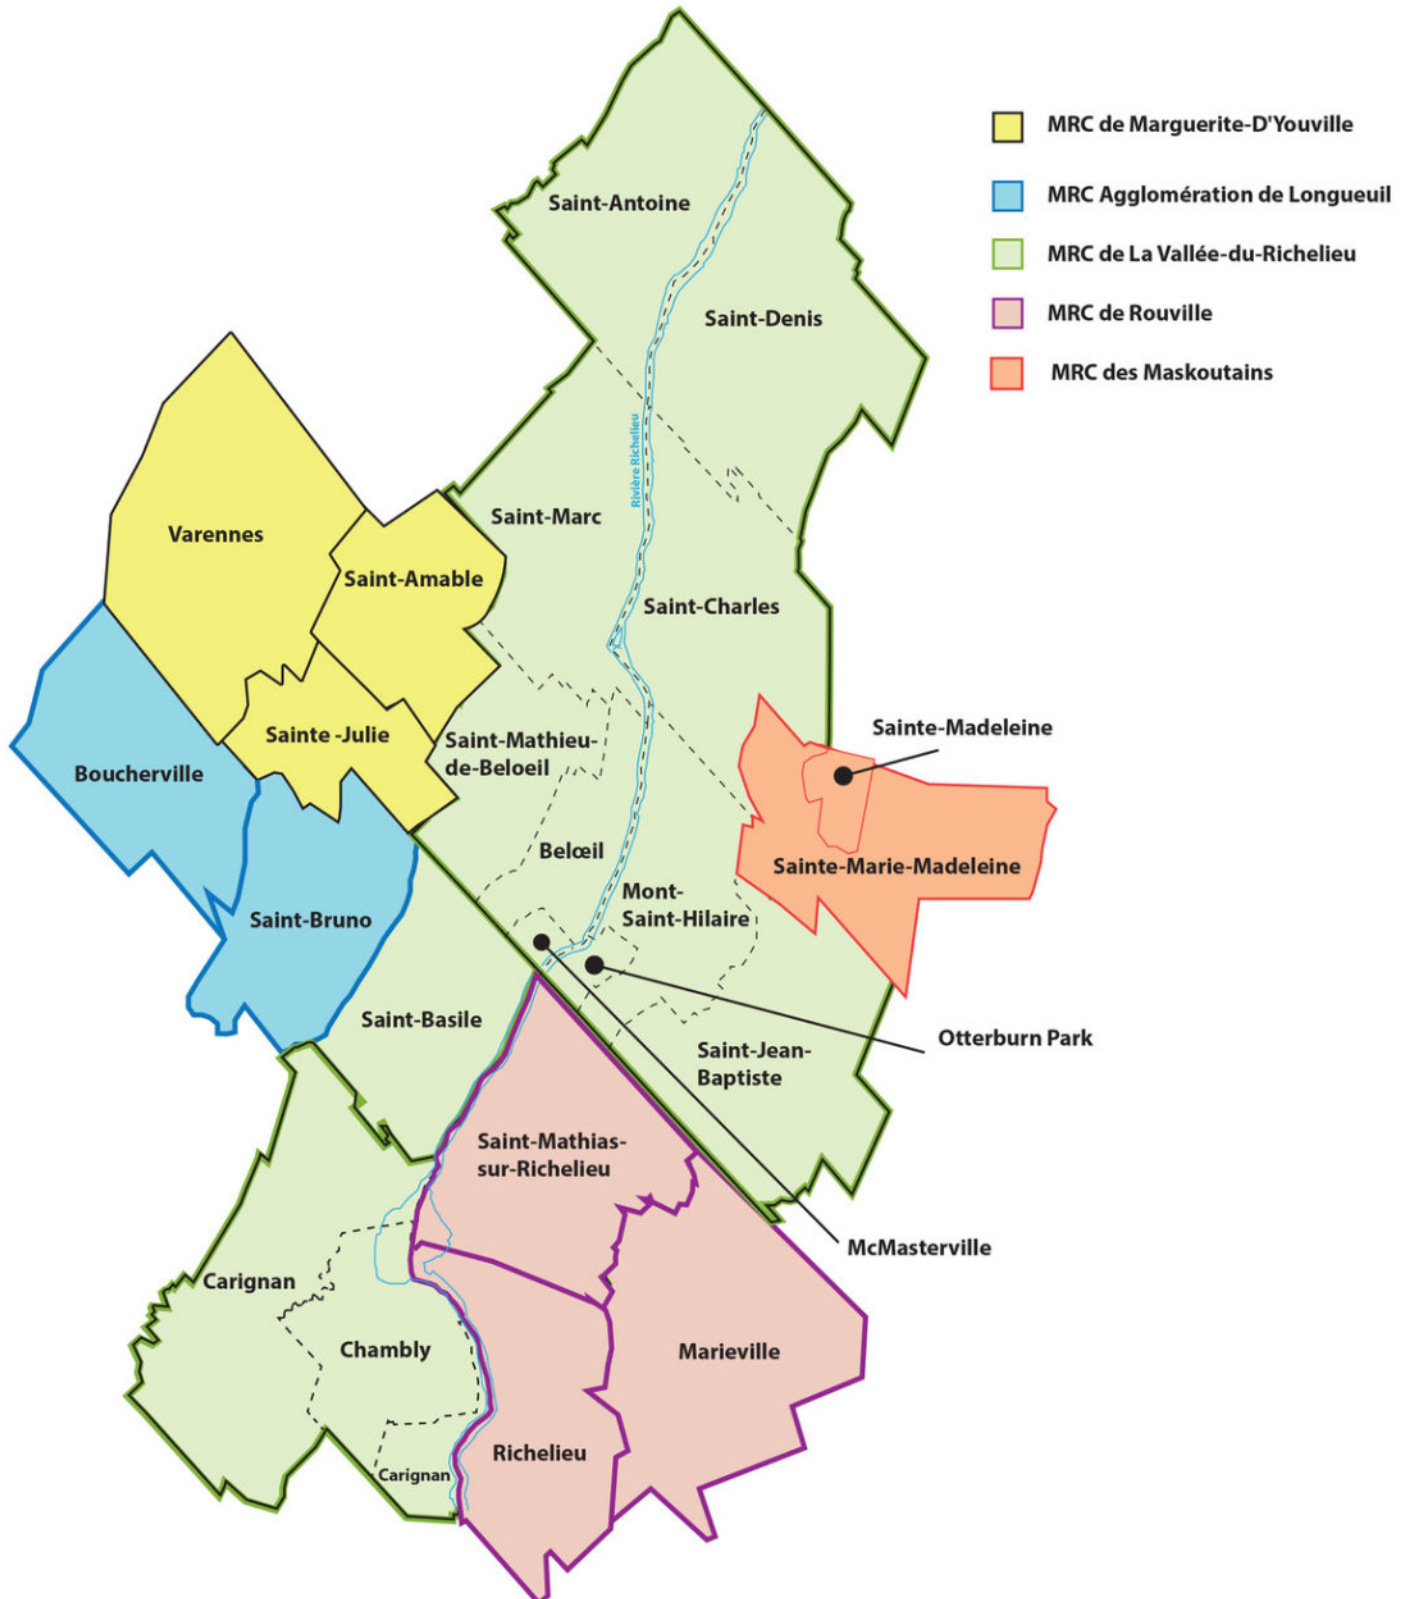 MRC de Marguerite-D'Youville
MRC Agglomération de Longueuil
MRC de La Vallée-du-Richelieu
MRC de Rouville
MRC des Maskoutains
Saint-Antoine
Saint-Denis
Rivière Richelieu
Saint-Marc
Varennes
Saint-Amable
Saint-Charles
Sainte-Madeleine
Sainte -Julie
Saint-Mathieu-
de-Beloeil
Boucherville
Belœil
Sainte-Marie-Madeleine
Mont-
Saint-Hilaire
Saint-Bruno
Saint-Basile
Otterburn Park
Saint-Jean-
Baptiste
Saint-Mathias-
sur-Richelieu
McMasterville
Carignan
Chambly
Marieville
Richelieu
Carignan